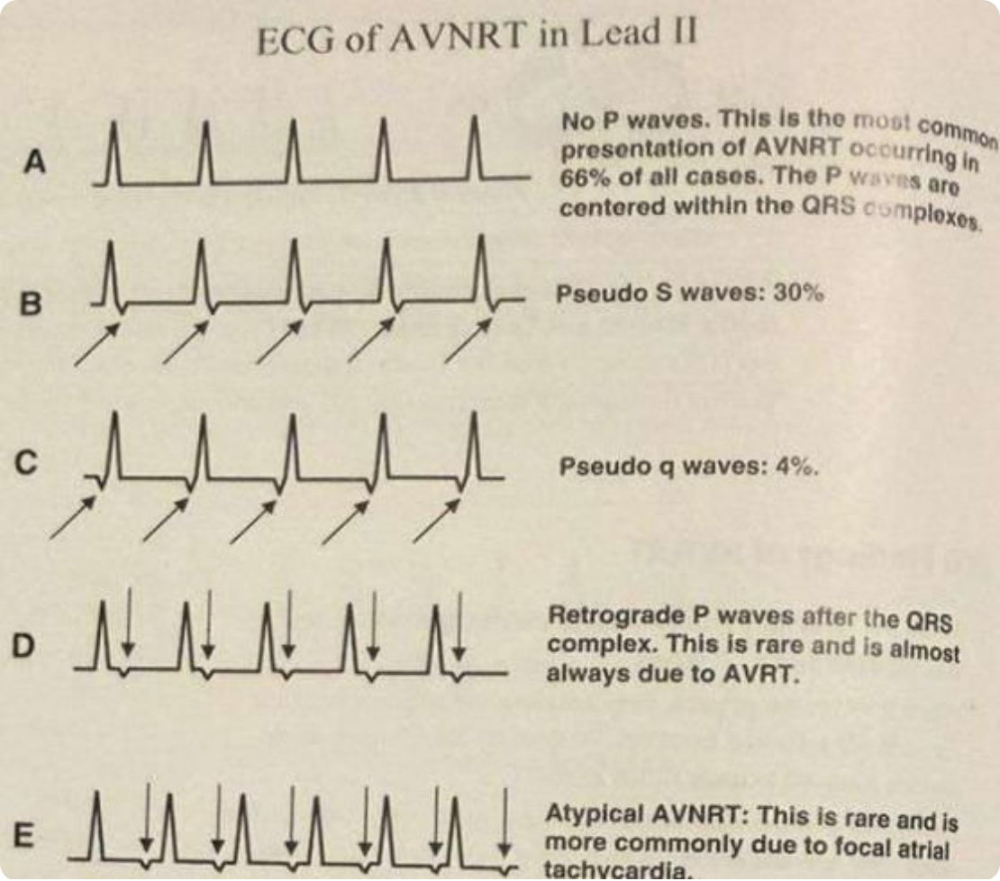 ECG of AVNRT in Lead II
A
No P waves. This is the most common
presentation of AVNRT occurring in
66% of all cases. The P waves are
centered within the QRS complexes.
B
Pseudo S waves: 30%
C
Pseudo q waves: 4%.
D
Retrograde P waves after the QRS
complex. This is rare and is almost
always due to AVRT.
E
Atypical AVNRT: This is rare and is
more commonly due to focal atrial
tachycardia.